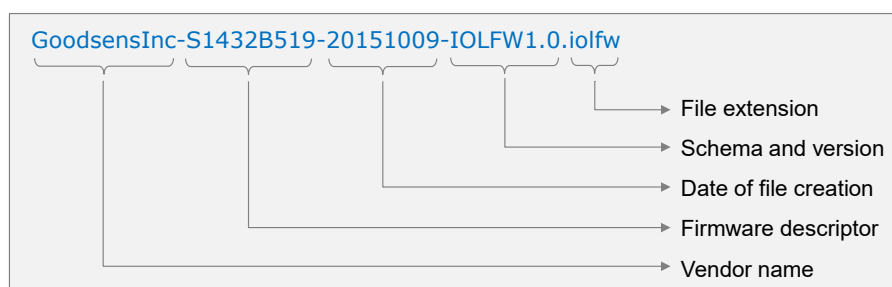 GoodsensInc-S1432B519-20151009-IOLFW1.0.iolfw
File extension
Schema and version
Date of file creation
Firmware descriptor
Vendor name